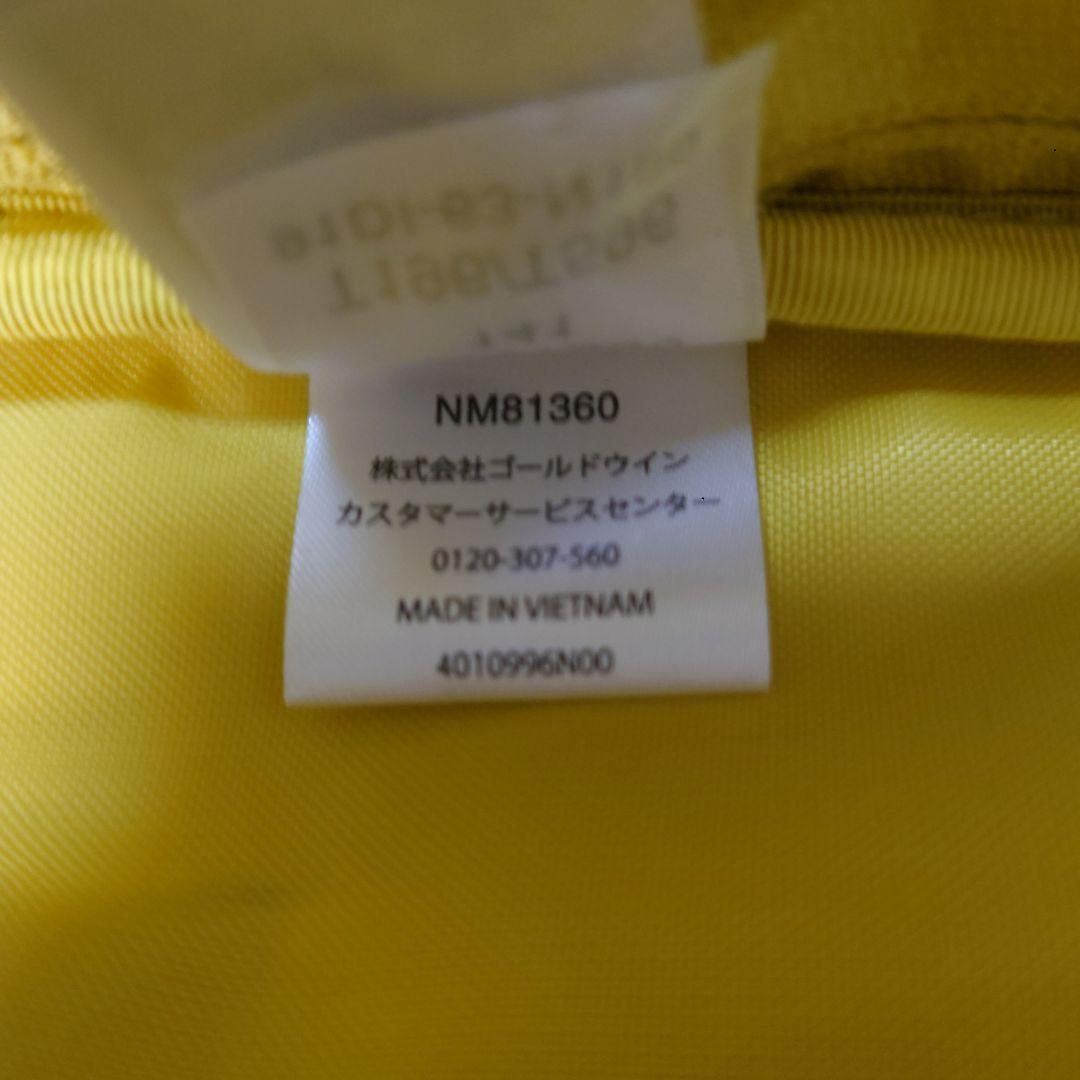 NM81360
株式会社ゴールドウイン
カスタマーサービスセンター
0120-307-560
MADE IN VIETNAM
4010996N00